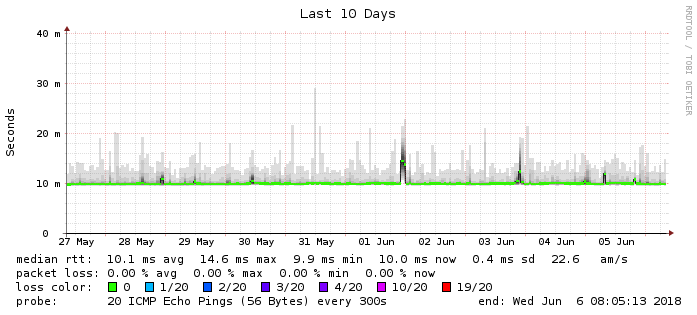 Last 10 Days
RRDTOOL / TOBI OETIKER
Seconds
40 m
30 m
20 m
10 m
0
27 May 28 May 29 May 30 May 31 May 01 Jun 02 Jun 03 Jun 04 Jun 05 Jun
median rtt: 10.1 ms avg 14.6 ms max 9.9 ms min 10.0 ms now 0.4 ms sd 22.6 am/s
packet loss: 0.00 % avg 0.00 % max 0.00 % min 0.00 % now
loss color: 0 1/20 2/20 3/20 4/20 10/20 19/20
probe: 20 ICMP Echo Pings (56 Bytes) every 300s end: Wed Jun 6 08:05:13 2018